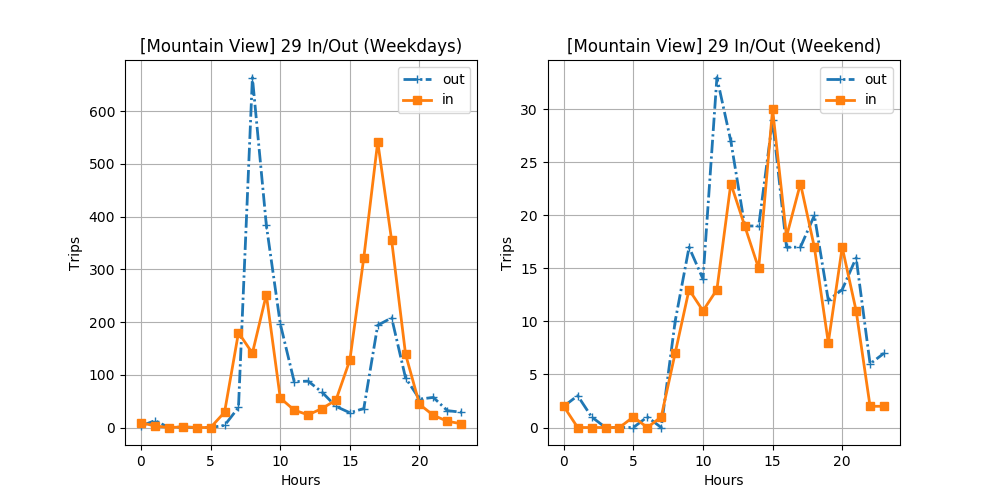 [Mountain View] 29 In/Out (Weekdays)
out
in
600
500
400
300
200
100
0
Trips
0 5 10 15 20
Hours
[Mountain View] 29 In/Out (Weekend)
out
in
30
25
20
15
10
5
0
Trips
0 5 10 15 20
Hours